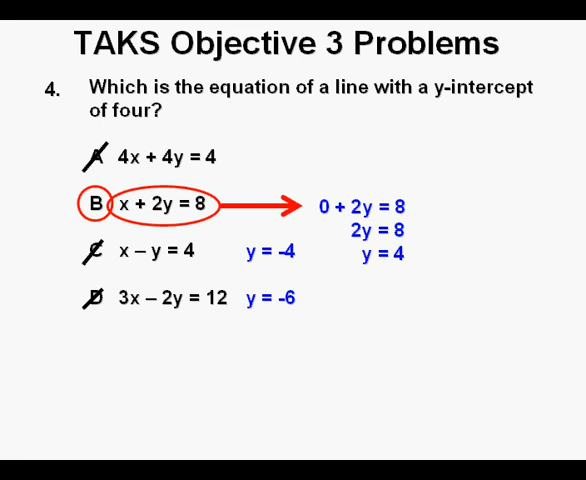 TAKS Objective 3 Problems
4. Which is the equation of a line with a y-intercept
of four?
A 4x + 4y = 4
B x + 2y = 8 0 + 2y = 8
2y = 8
C x – y = 4 y = -4 y = 4
D 3x – 2y = 12 y = -6